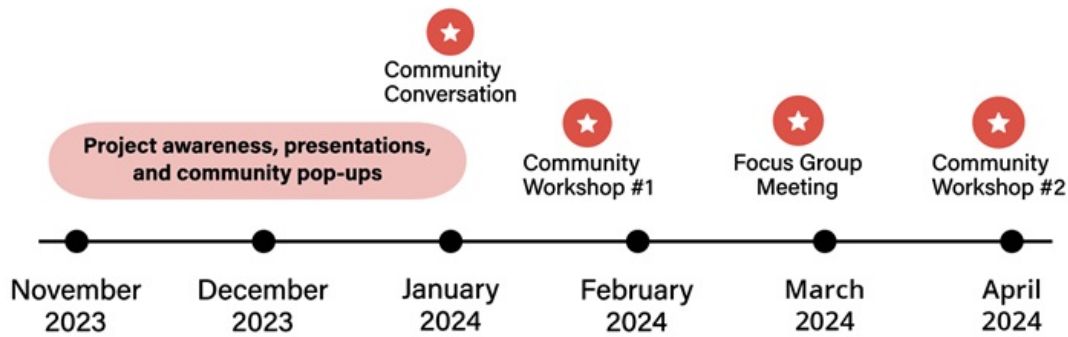 Community
Conversation
Project awareness, presentations,
and community pop-ups
Community
Workshop #1
Focus Group
Meeting
Community
Workshop #2
November
2023
December
2023
January
2024
February
2024
March
2024
April
2024